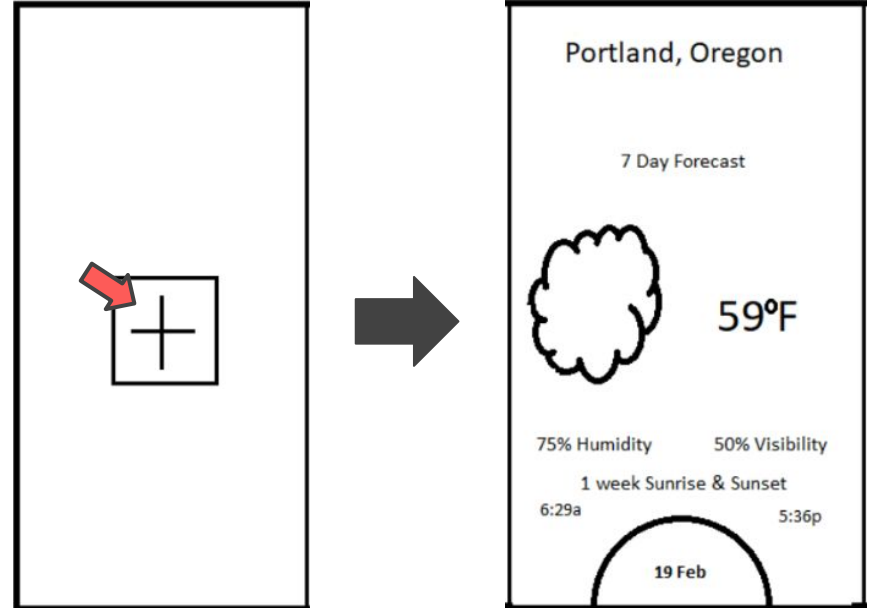 Portland, Oregon
7 Day Forecast
59°F
75% Humidity 50% Visibility
1 week Sunrise & Sunset
6:29a 5:36p
19 Feb